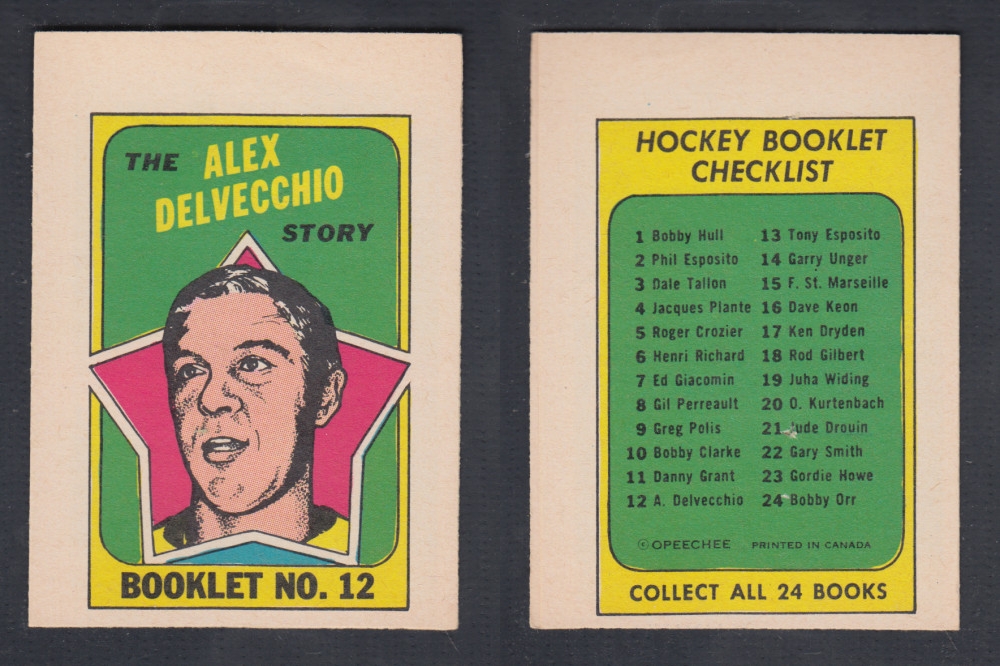 THE ALEX
DELVECCHIO
STORY
BOOKLET NO. 12
HOCKEY BOOKLET
CHECKLIST
1 Bobby Hull
2 Phil Esposito
3 Dale Tallon
4 Jacques Plante
5 Roger Crozier
6 Henri Richard
7 Ed Giacomin
8 Gil Perreault
9 Greg Polis
10 Bobby Clarke
11 Danny Grant
12 A. Delvecchio
13 Tony Esposito
14 Garry Unger
15 F. St. Marseille
16 Dave Keon
17 Ken Dryden
18 Rod Gilbert
19 Juha Widing
20 O. Kurtenbach
21 Jude Drouin
22 Gary Smith
23 Gordie Howe
24 Bobby Orr
© OPEECHEE PRINTED IN CANADA
COLLECT ALL 24 BOOKS